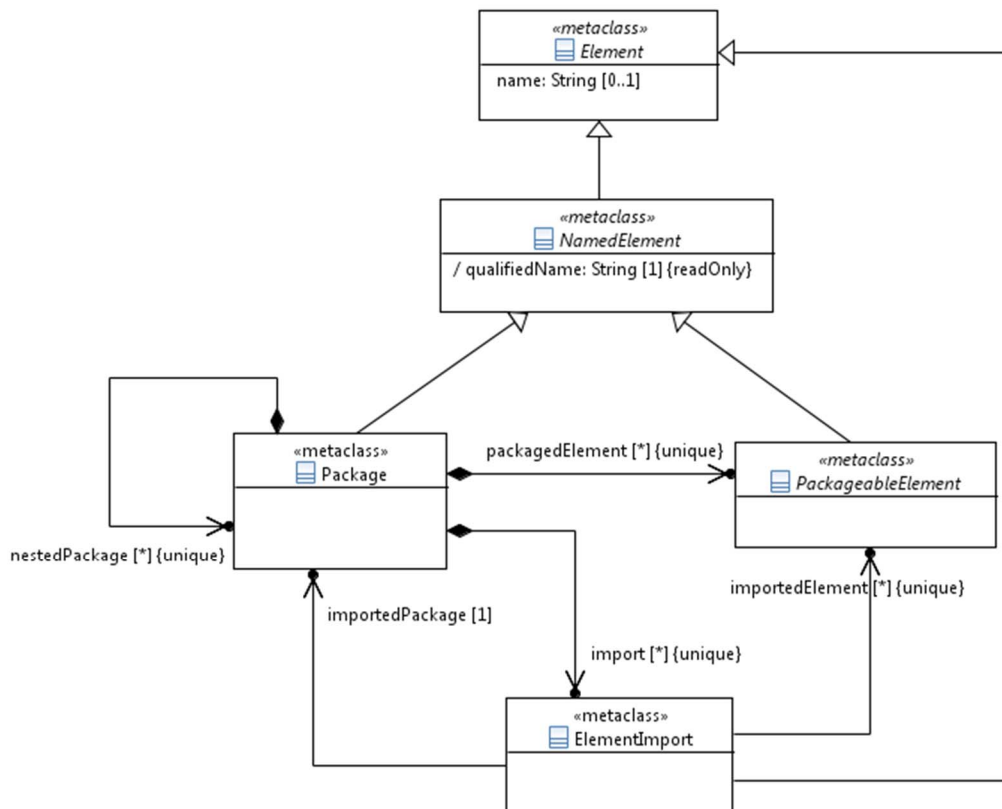 «metaclass»
Element
name: String [0..1]
«metaclass»
NamedElement
/ qualifiedName: String [1] {readOnly}
«metaclass»
Package
packagedElement [*] {unique}
«metaclass»
PackageableElement
nestedPackage [*] {unique}
importedPackage [1]
importedElement [*] {unique}
import [*] {unique}
«metaclass»
ElementImport